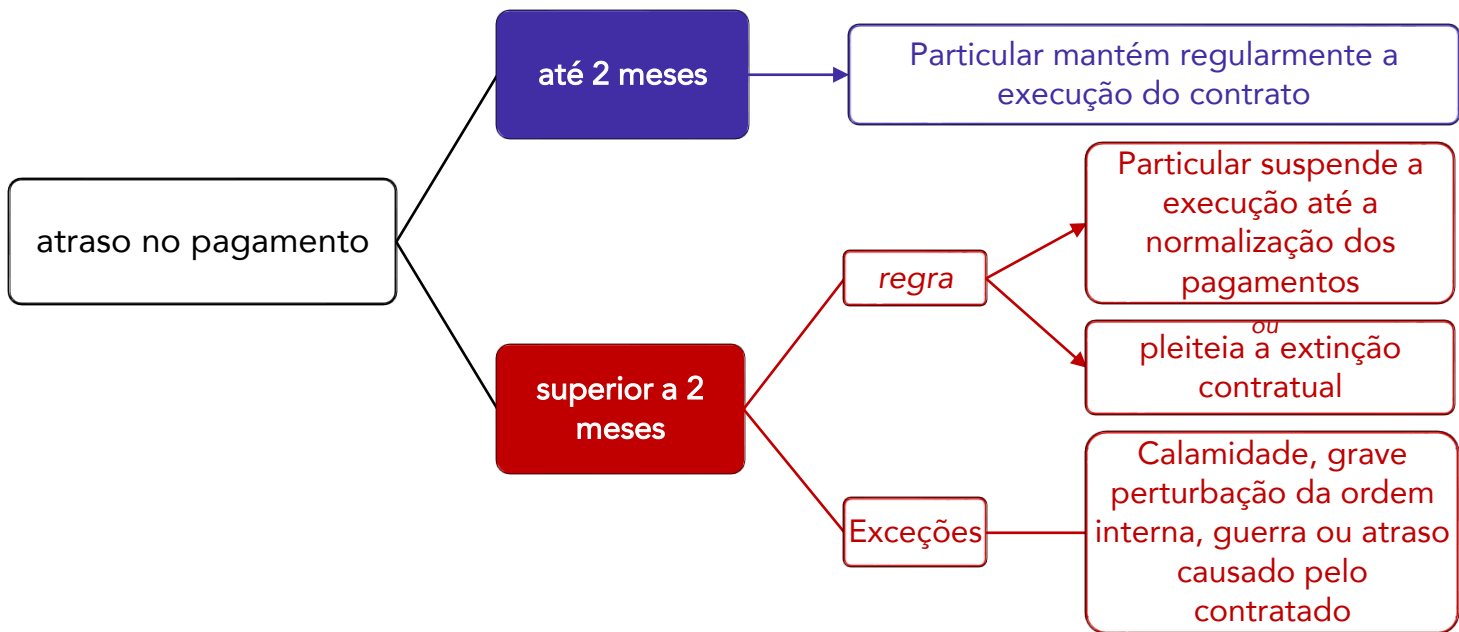 até 2 meses
Particular mantém regularmente a
execução do contrato
atraso no pagamento
superior a 2
meses
regra
Particular suspende a
execução até a
normalização dos
pagamentos
ou
pleiteia a extinção
contratual
Exceções
Calamidade, grave
perturbação da ordem
interna, guerra ou atraso
causado pelo
contratado